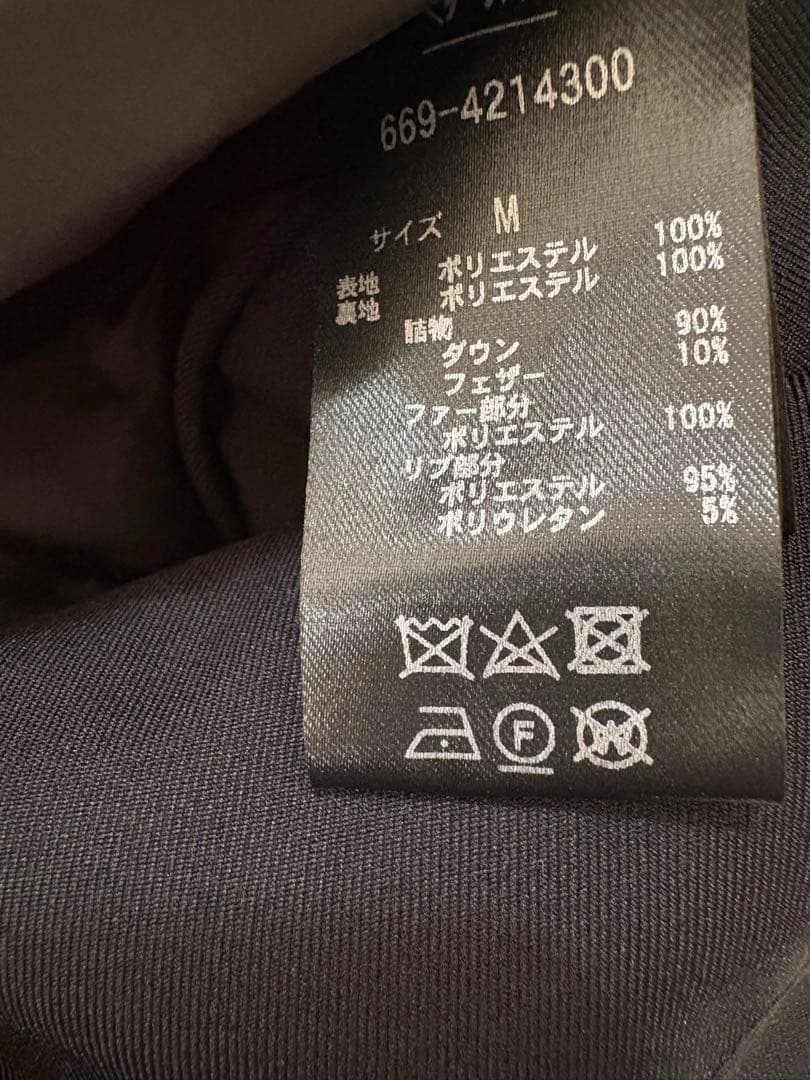 669-4214300
サイズ M
表地 ポリエステル 100%
裏地 ポリエステル 100%
詰物
ダウン 90%
フェザー 10%
ファー部分
ポリエステル 100%
リブ部分
ポリエステル 95%
ポリウレタン 5%
F
W